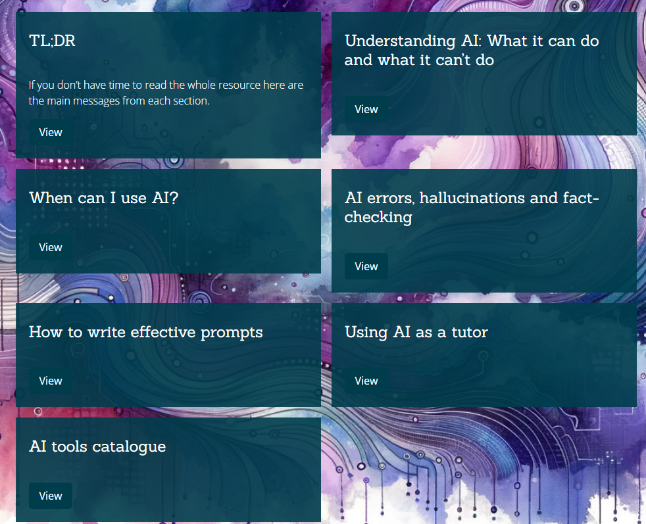 TL;DR
If you don't have time to read the whole resource here are
the main messages from each section.
View
Understanding AI: What it can do
and what it can't do
View
When can I use AI?
View
AI errors, hallucinations and fact-
checking
View
How to write effective prompts
View
Using AI as a tutor
View
AI tools catalogue
View